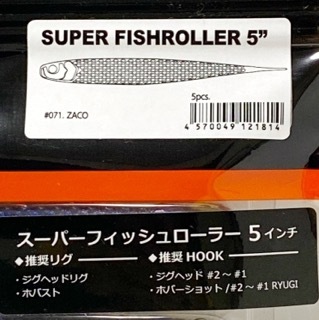 SUPER FISHROLLER 5”
5pcs.
#071. ZACO
4 570049 121814
スーパーフィッシュローラー 5 インチ
◆推奨リグ ◆推奨 HOOK
・ジグヘッドリグ ・ジグヘッド #2～#1
・ホバスト ・ホバーショット /#2～#1 RYUGI